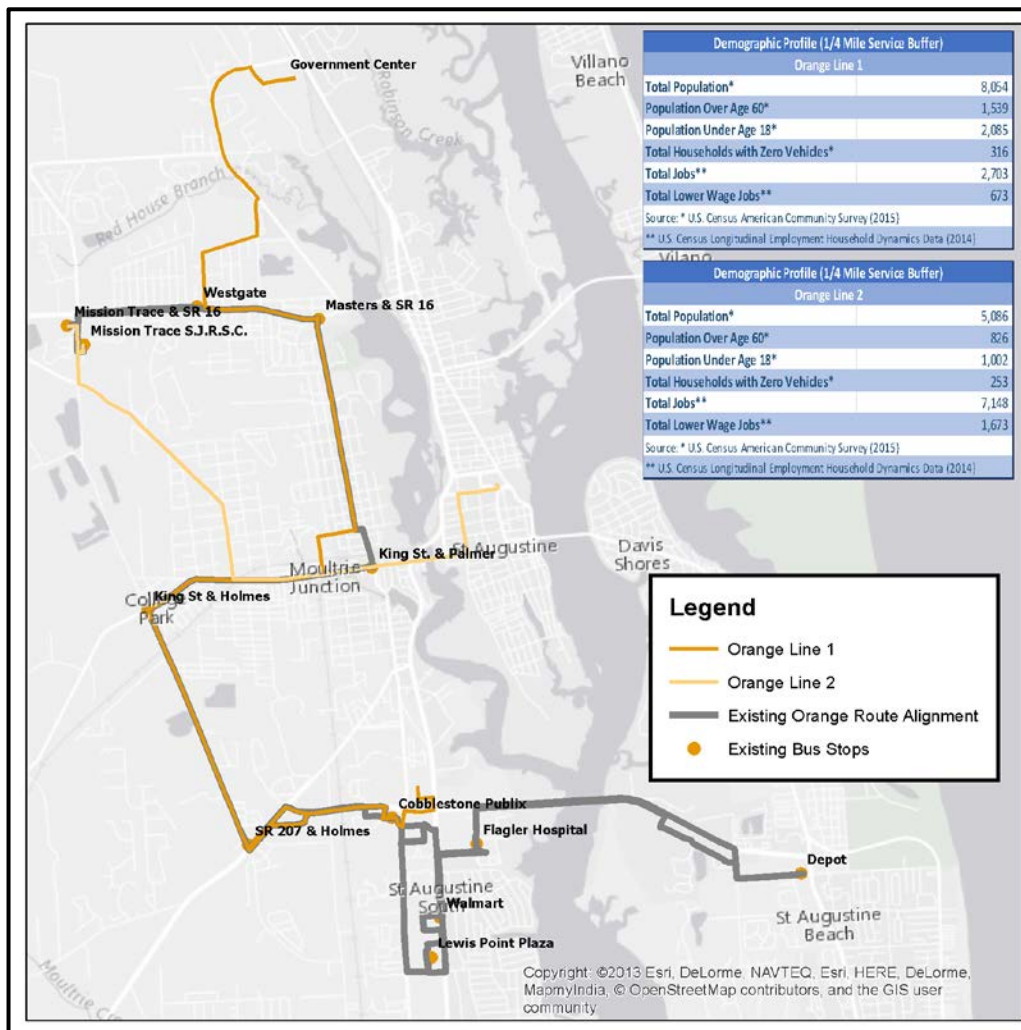 Government Center
Villano
Beach
Robinson Creek
Red House Branch
Westgate
Mission Trace & SR 16
Mission Trace S.J.R.S.C.
Masters & SR 16
Demographic Profile (1/4 Mile Service Buffer)
Orange Line 1
Total Population* 8,054
Population Over Age 60* 1,539
Population Under Age 18* 2,085
Total Households with Zero Vehicles* 316
Total Jobs** 2,703
Total Lower Wage Jobs** 673
Source: * U.S. Census American Community Survey (2015)
** U.S. Census Longitudinal Employment Household Dynamics Data (2014)
Vilano
Demographic Profile (1/4 Mile Service Buffer)
Orange Line 2
Total Population* 5,086
Population Over Age 60* 826
Population Under Age 18* 1,002
Total Households with Zero Vehicles* 253
Total Jobs** 7,148
Total Lower Wage Jobs** 1,673
Source: * U.S. Census American Community Survey (2015)
** U.S. Census Longitudinal Employment Household Dynamics Data (2014)
King St. & Palmer
St Augustine
Moultrie
Junction
Davis
Shores
King St & Holmes
College
Park
Legend
Orange Line 1
Orange Line 2
Existing Orange Route Alignment
Existing Bus Stops
Cobblestone Publix
SR 207 & Holmes
Flagler Hospital
Depot
St Augustine
South
Walmart
Lewis Point Plaza
St Augustine
Beach
Copyright: ©2013 Esri, DeLorme, NAVTEQ, Esri, HERE, DeLorme,
MapmyIndia, © OpenStreetMap contributors, and the GIS user
community